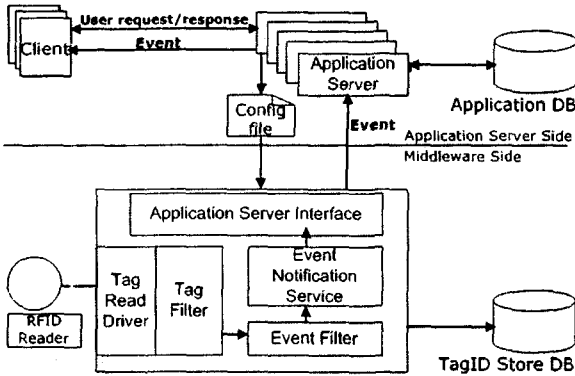 User request/response
Client
Event
Application
Server
Application DB
Config
file
Event
Application Server Side
Middleware Side
Application Server Interface
Event
Notification
Service
Tag
Read
Driver
Tag
Filter
RFID
Reader
Event Filter
TagID Store DB